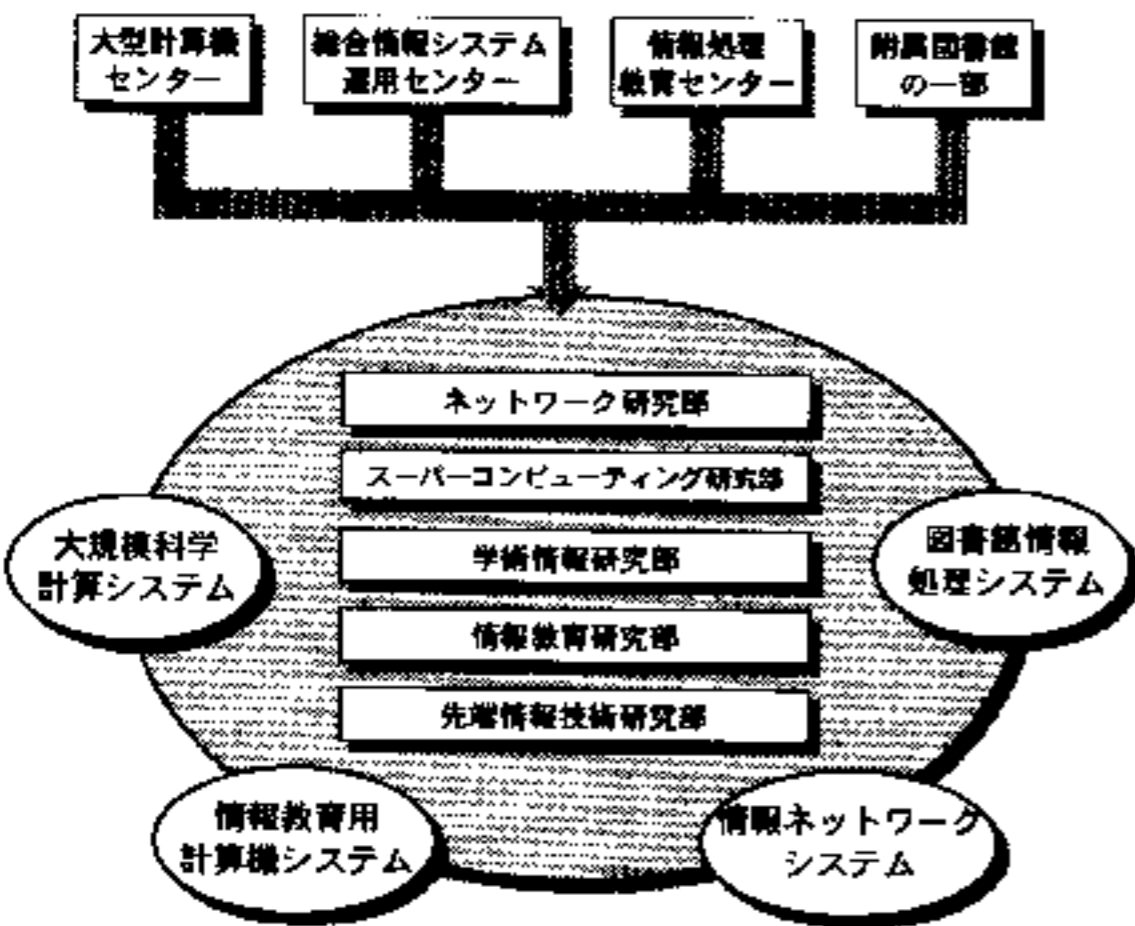 大型計算機
センター
総合情報システム
運用センター
情報処理
教育センター
附属図書館
の一部
ネットワーク研究部
スーパーコンピューティング研究部
学術情報研究部
情報教育研究部
先端情報技術研究部
大規模科学
計算システム
図書館情報
処理システム
情報教育用
計算機システム
情報ネットワーク
システム